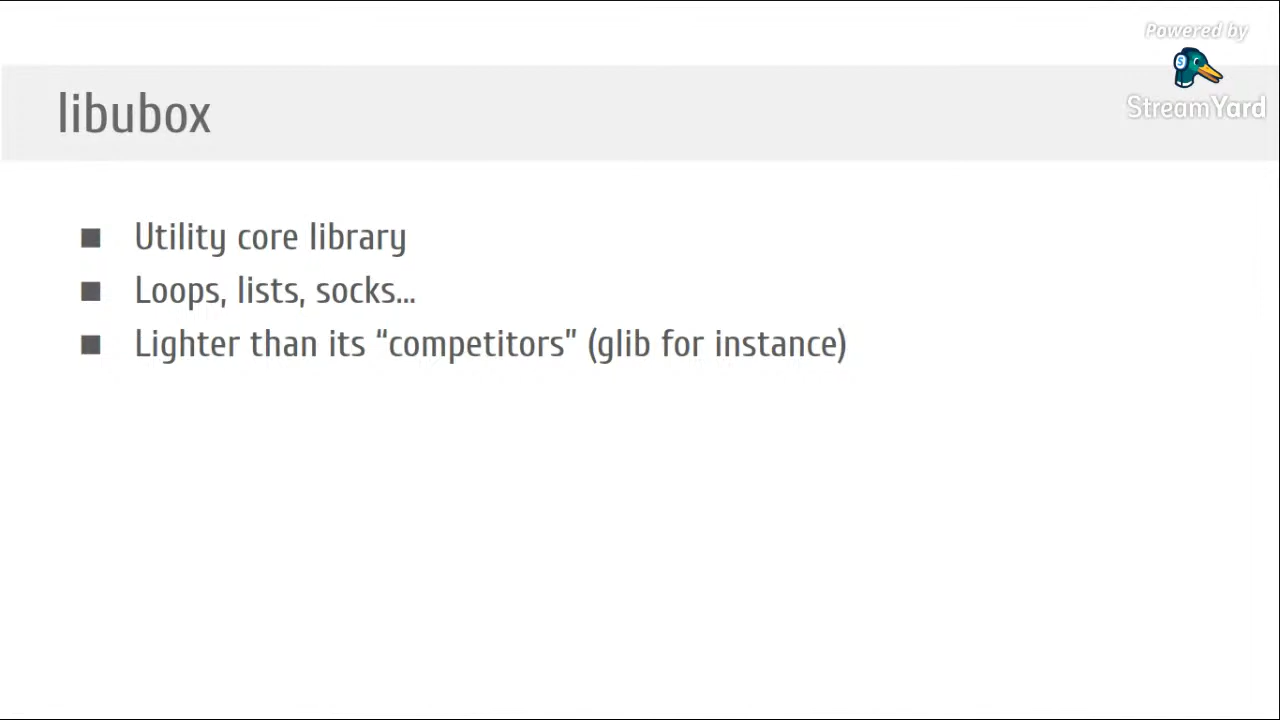 Powered by
StreamYard
libubox
Utility core library
Loops, lists, socks...
Lighter than its “competitors” (glib for instance)